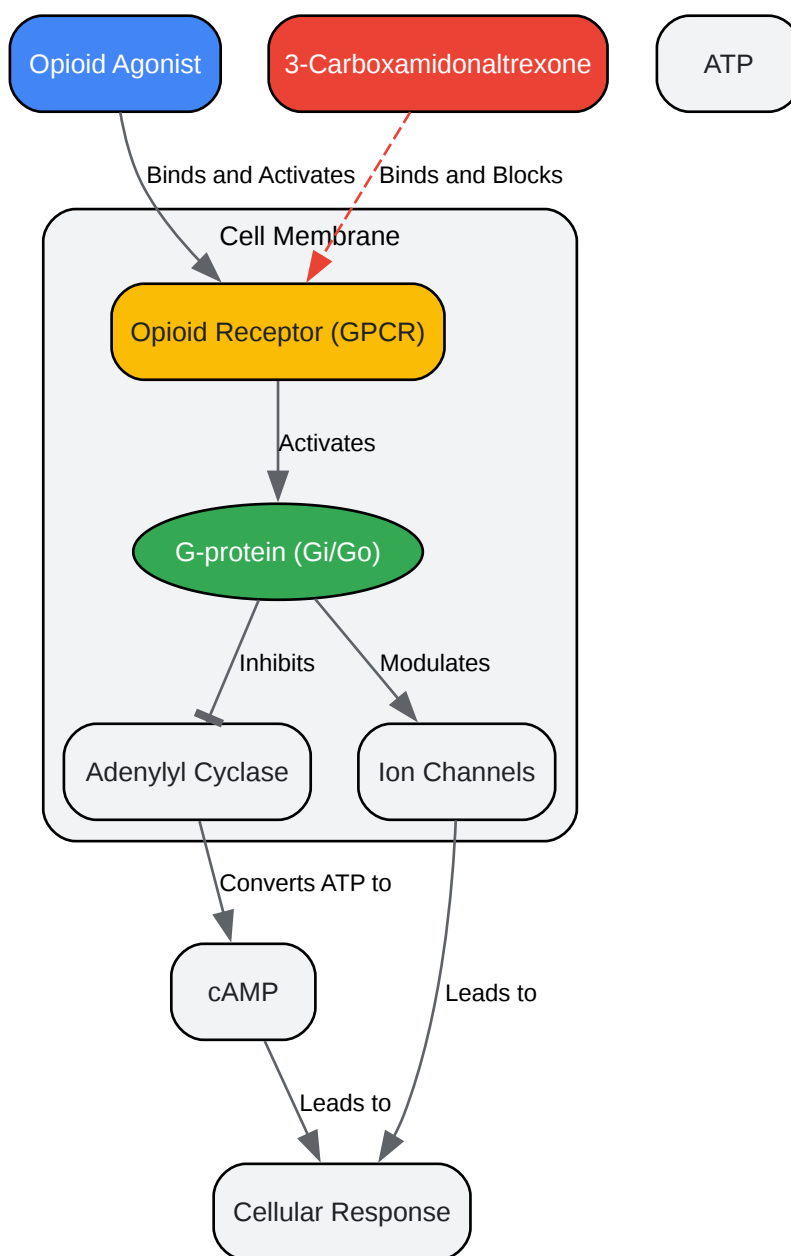 Opioid Agonist
3-Carboxamidonaltrexone
ATP
Binds and Activates
Binds and Blocks
Cell Membrane
Opioid Receptor (GPCR)
Activates
G-protein (Gi/Go)
Inhibits
Modulates
Adenylyl Cyclase
Ion Channels
Converts ATP to
cAMP
Leads to
Leads to
Cellular Response